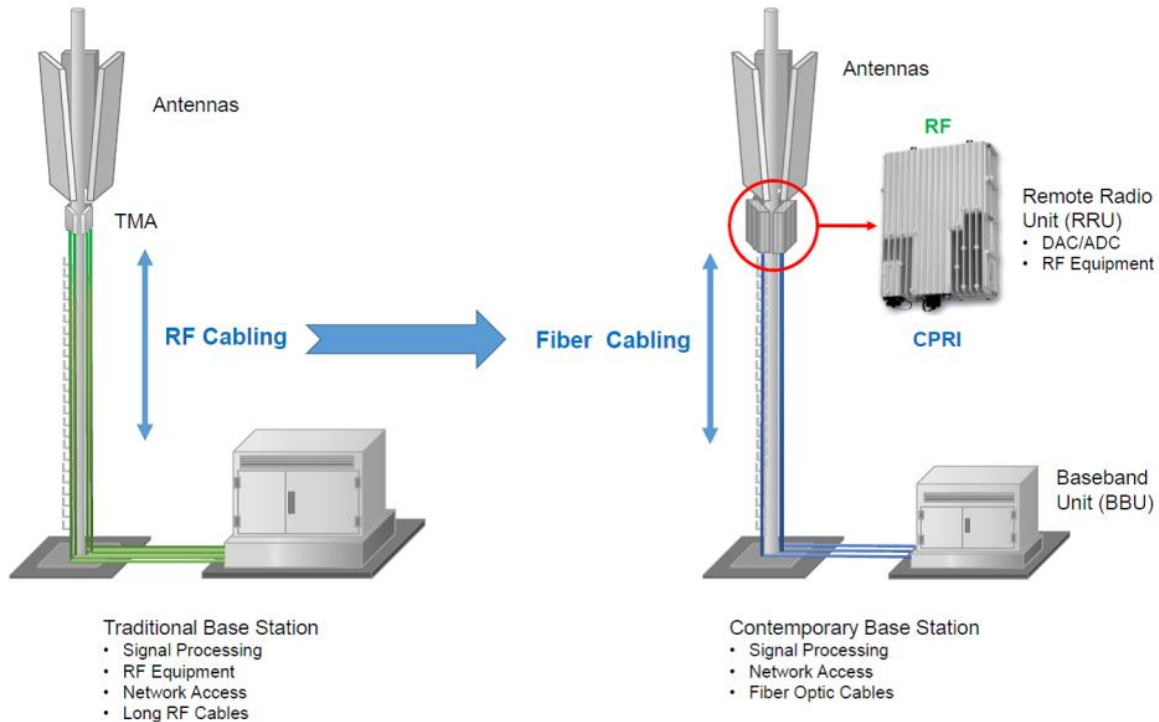 Antennas
TMA
RF Cabling
Traditional Base Station
• Signal Processing
• RF Equipment
• Network Access
• Long RF Cables
Fiber Cabling
Antennas
RF
Remote Radio
Unit (RRU)
• DAC/ADC
• RF Equipment
CPRI
Baseband
Unit (BBU)
Contemporary Base Station
• Signal Processing
• Network Access
• Fiber Optic Cables